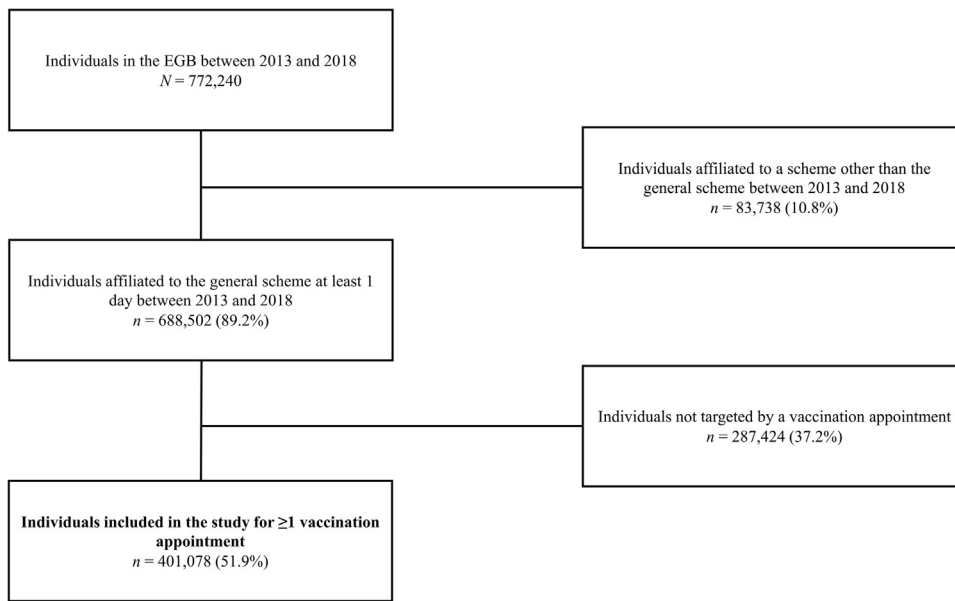 Individuals in the EGB between 2013 and 2018
N = 772,240
Individuals affiliated to a scheme other than the
general scheme between 2013 and 2018
n = 83,738 (10.8%)
Individuals affiliated to the general scheme at least 1
day between 2013 and 2018
n = 688,502 (89.2%)
Individuals not targeted by a vaccination appointment
n = 287,424 (37.2%)
Individuals included in the study for ≥1 vaccination
appointment
n = 401,078 (51.9%)